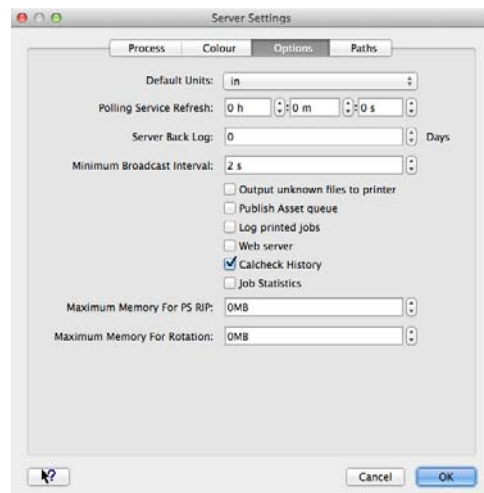 Server Settings
Process Colour Options Paths
Default Units: in
Polling Service Refresh: 0 h : 0 m : 0 s
Server Back Log: 0 Days
Minimum Broadcast Interval: 2 s
Output unknown files to printer
Publish Asset queue
Log printed jobs
Web server
Calcheck History
Job Statistics
Maximum Memory For PS RIP: 0MB
Maximum Memory For Rotation: 0MB
? Cancel OK